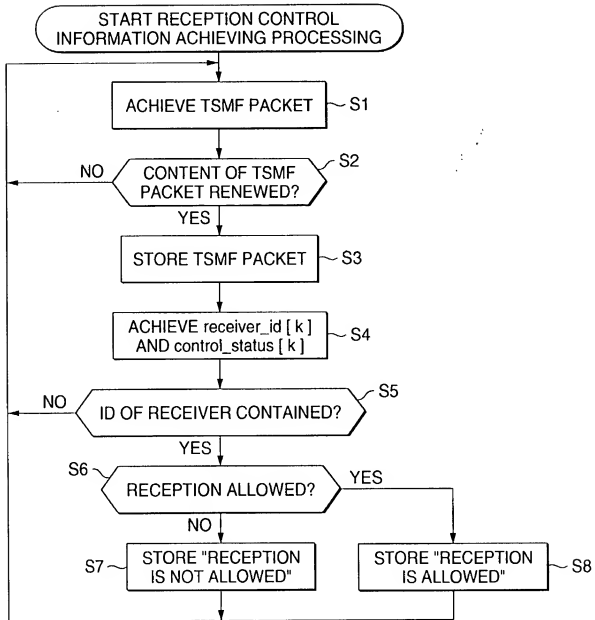 START RECEPTION CONTROL
INFORMATION ACHIEVING PROCESSING
ACHIEVE TSMF PACKET
S1
CONTENT OF TSMF
PACKET RENEWED?
S2
NO
YES
STORE TSMF PACKET
S3
ACHIEVE receiver_id [ k ]
AND control_status [ k ]
S4
ID OF RECEIVER CONTAINED?
S5
NO
YES
S6
RECEPTION ALLOWED?
YES
NO
S7
STORE "RECEPTION
IS NOT ALLOWED"
STORE "RECEPTION
IS ALLOWED"
S8